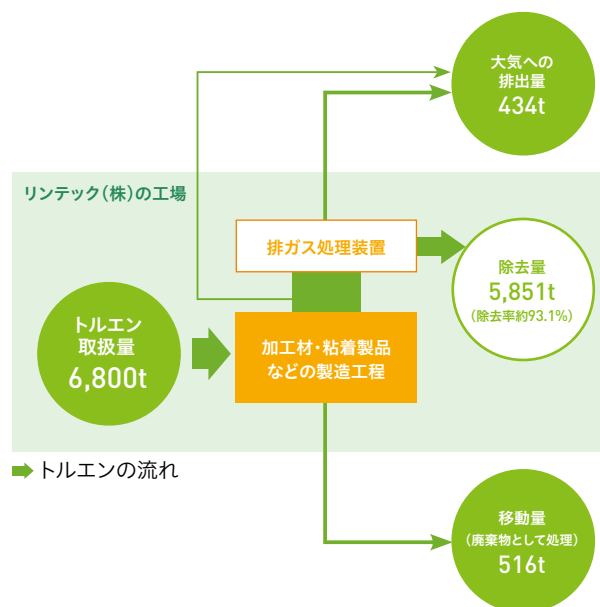 大気への
排出量
434t
リンテック（株）の工場
排ガス処理装置
除去量
5,851t
（除去率約93.1%）
トルエン
取扱量
6,800t
加工材・粘着製品
などの製造工程
トルエンの流れ
移動量
（廃棄物として処理）
516t